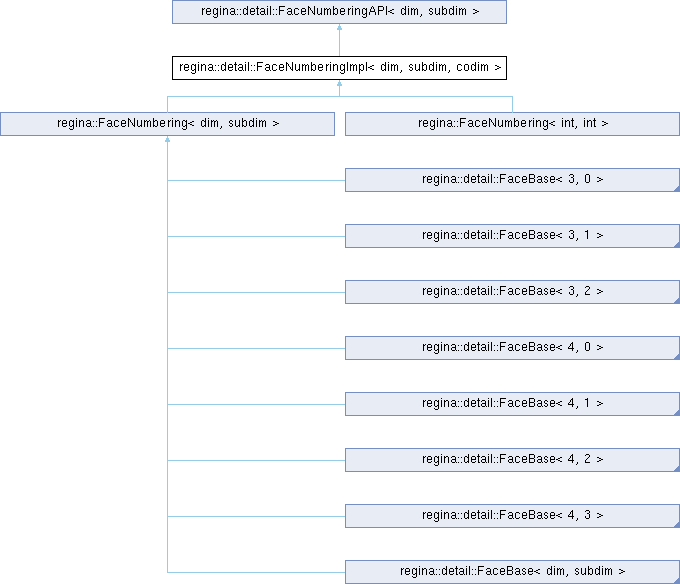 regina::detail::FaceNumberingAPI< dim, subdim >
regina::detail::FaceNumberingImpl< dim, subdim, codim >
regina::FaceNumbering< dim, subdim >
regina::FaceNumbering< int, int >
regina::detail::FaceBase< 3, 0 >
regina::detail::FaceBase< 3, 1 >
regina::detail::FaceBase< 3, 2 >
regina::detail::FaceBase< 4, 0 >
regina::detail::FaceBase< 4, 1 >
regina::detail::FaceBase< 4, 2 >
regina::detail::FaceBase< 4, 3 >
regina::detail::FaceBase< dim, subdim >